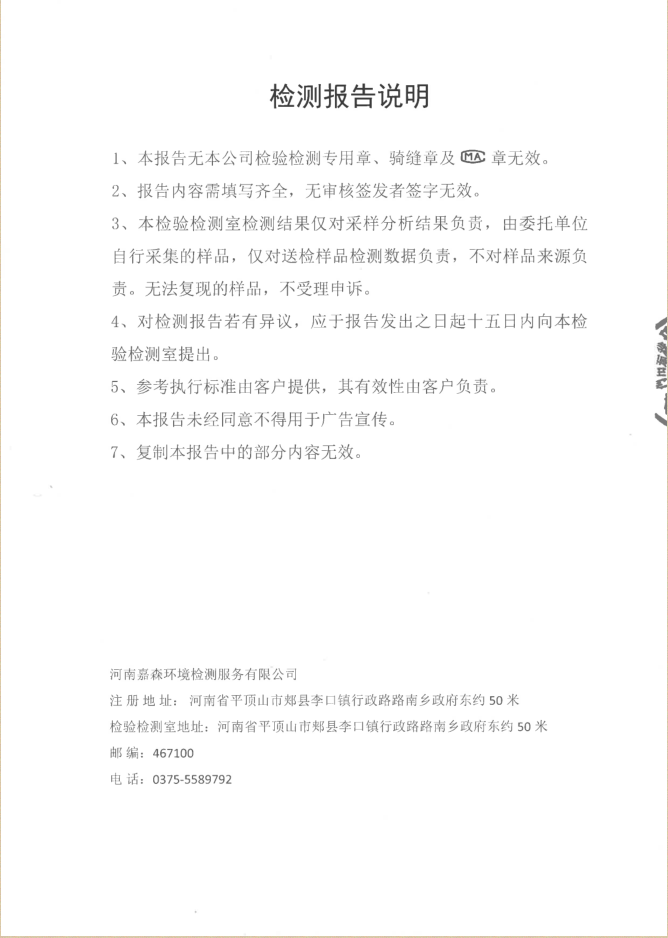 检测报告说明
1、本报告无本公司检验检测专用章、骑缝章及 MA 章无效。
2、报告内容需填写齐全，无审核签发者签字无效。
3、本检验检测室检测结果仅对采样分析结果负责，由委托单位
自行采集的样品，仅对送检样品检测数据负责，不对样品来源负
责。无法复现的样品，不受理申诉。
4、对检测报告若有异议，应于报告发出之日起十五日内向本检
验检测室提出。
5、参考执行标准由客户提供，其有效性由客户负责。
6、本报告未经同意不得用于广告宣传。
7、复制本报告中的部分内容无效。
河南嘉森环境检测服务有限公司
注 册 地 址： 河南省平顶山市郏县李口镇行政路路南乡政府东约 50 米
检验检测室地址：河南省平顶山市郏县李口镇行政路路南乡政府东约 50 米
邮 编：467100
电 话：0375-5589792